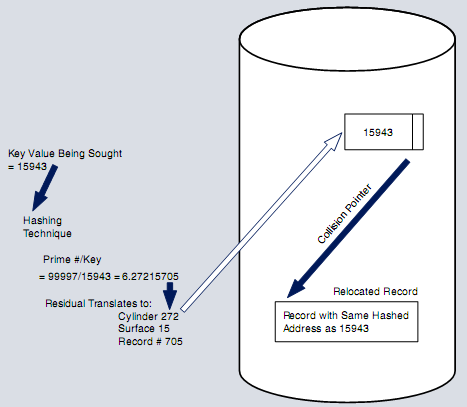 Key Value Being Sought
= 15943
Hashing
Technique
Prime #/Key
= 99997/15943 = 6.27215705
Residual Translates to:
Cylinder 272
Surface 15
Record # 705
15943
Collision Pointer
Relocated Record
Record with Same Hashed
Address as 15943